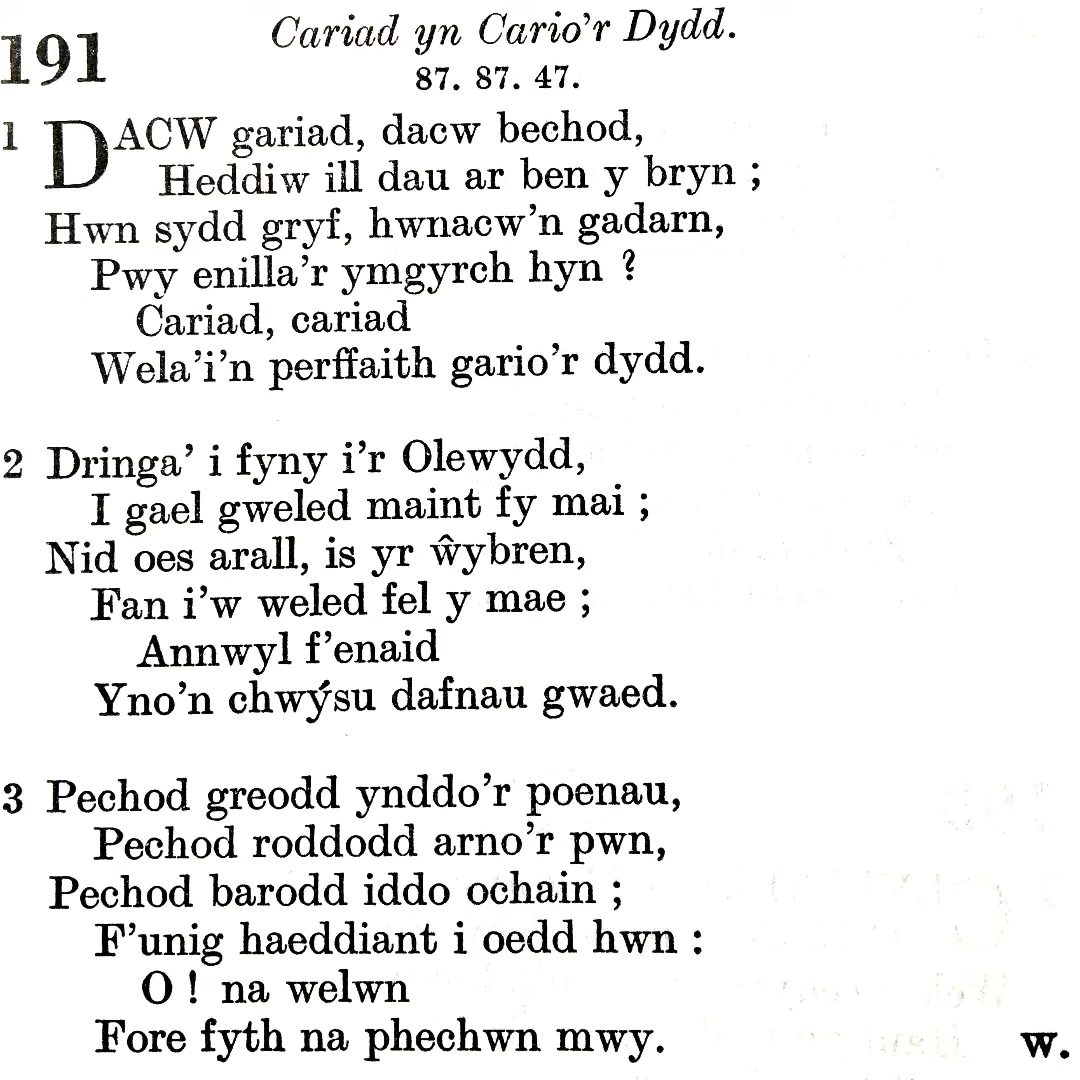 191
Cariad yn Cario'r Dydd.
87. 87. 47.
1 DACW gariad, dacw bechod,
Heddiw ill dau ar ben y bryn ;
Hwn sydd gryf, hwnacw'n gadarn,
Pwy enilla'r ymgyrch hyn ?
Cariad, cariad
Wela'i'n perffaith gario'r dydd.
2 Dringa' i fyny i'r Olewydd,
I gael gweled maint fy mai ;
Nid oes arall, is yr ŵybren,
Fan i'w weled fel y mae ;
Annwyl f'enaid
Yno'n chwýsu dafnau gwaed.
3 Pechod greodd ynddo'r poenau,
Pechod roddodd arno'r pwn,
Pechod barodd iddo ochain ;
F'unig haeddiant i oedd hwn :
O ! na welwn
Fore fyth na phechwn mwy.
W.